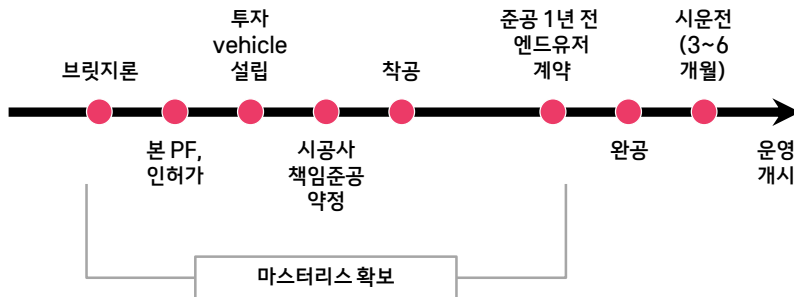 브릿지론
투자
vehicle
설립
착공
준공 1년 전
엔드유저
계약
시운전
(3~6
개월)
본 PF,
인허가
시공사
책임준공
약정
완공
운영
개시
마스터리스 확보